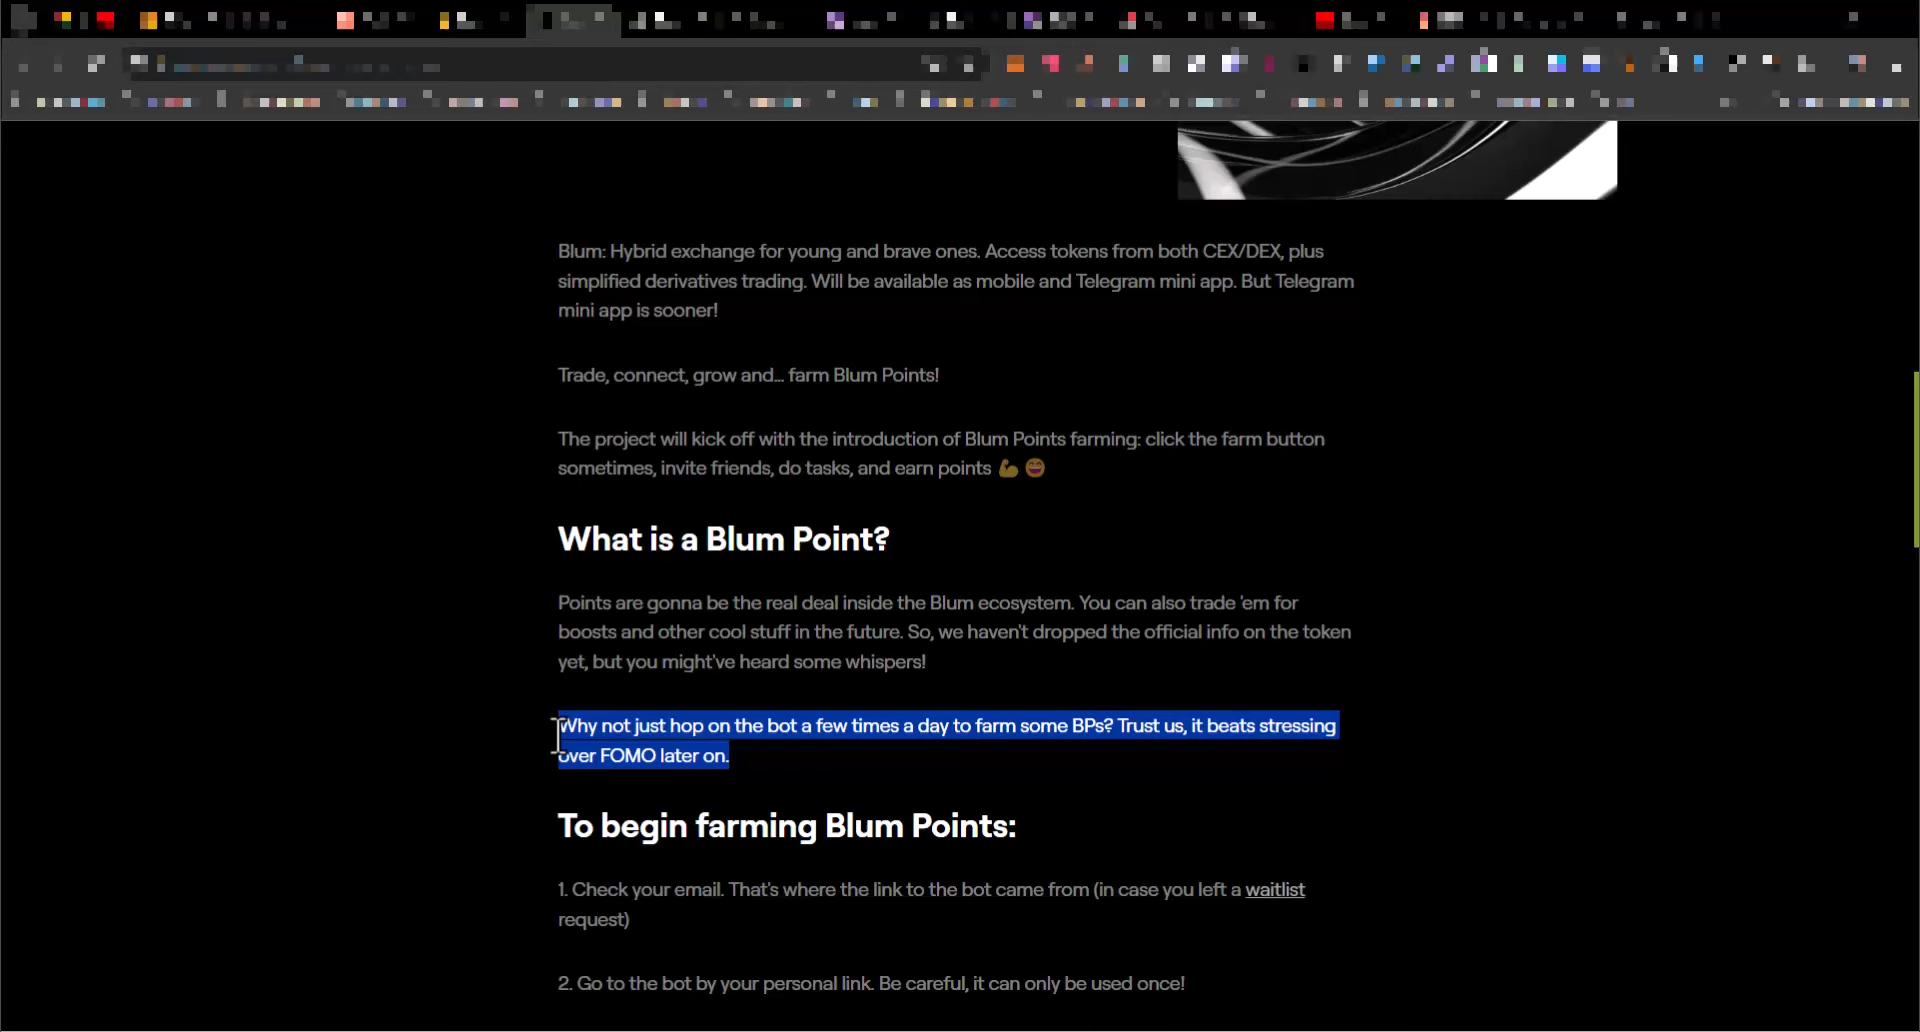 Blum: Hybrid exchange for young and brave ones. Access tokens from both CEX/DEX, plus
simplified derivatives trading. Will be available as mobile and Telegram mini app. But Telegram
mini app is sooner!
Trade, connect, grow and... farm Blum Points!
The project will kick off with the introduction of Blum Points farming: click the farm button
sometimes, invite friends, do tasks, and earn points 💪 😄
What is a Blum Point?
Points are gonna be the real deal inside the Blum ecosystem. You can also trade 'em for
boosts and other cool stuff in the future. So, we haven't dropped the official info on the token
yet, but you might've heard some whispers!
Why not just hop on the bot a few times a day to farm some BPs? Trust us, it beats stressing
over FOMO later on.
To begin farming Blum Points:
1. Check your email. That's where the link to the bot came from (in case you left a waitlist
request)
2. Go to the bot by your personal link. Be careful, it can only be used once!